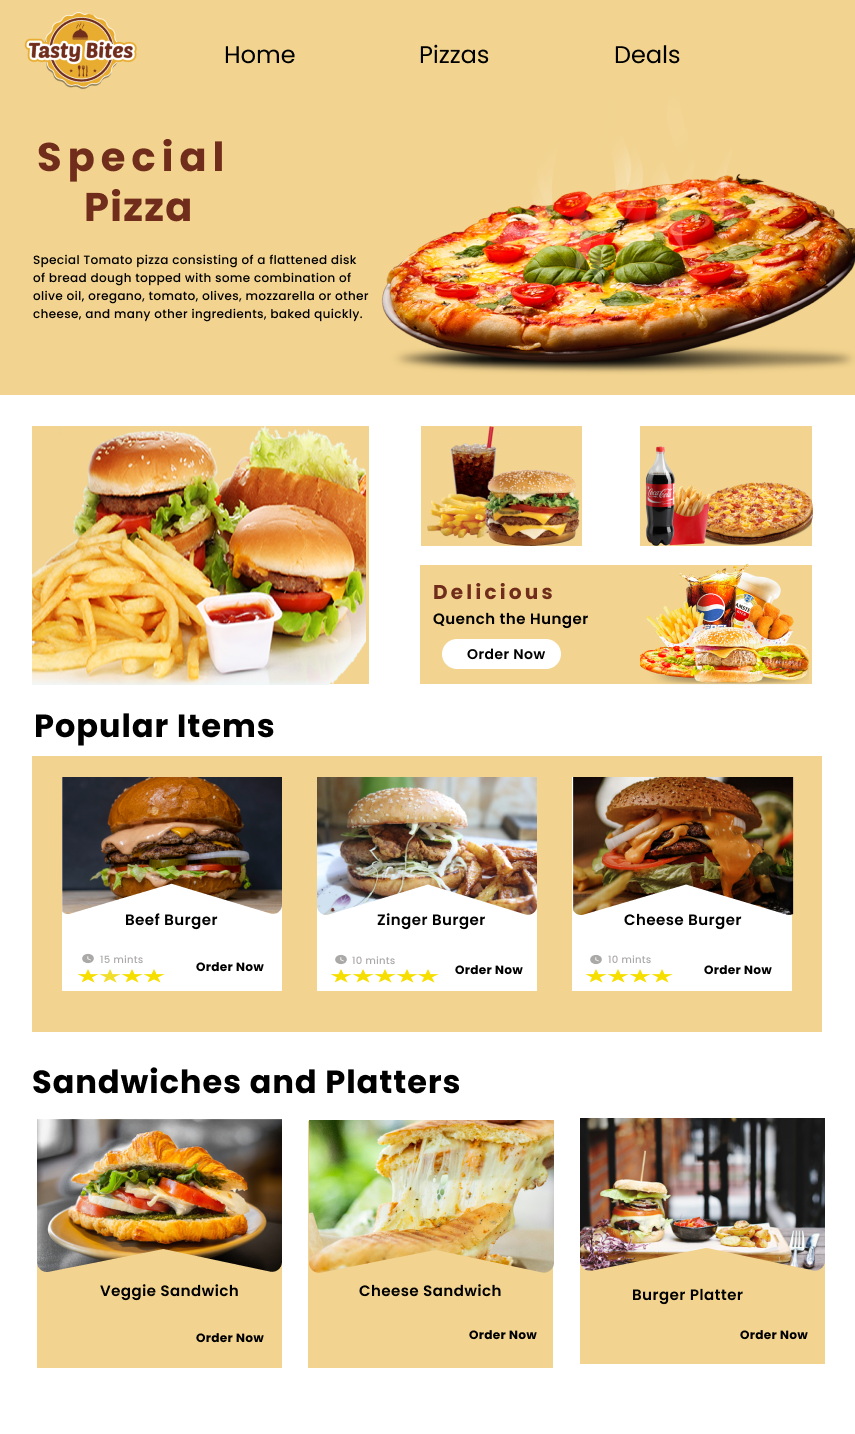 Tasty Bites
Home
Pizzas
Deals
Special
Pizza
Special Tomato pizza consisting of a flattened disk
of bread dough topped with some combination of
olive oil, oregano, tomato, olives, mozzarella or other
cheese, and many other ingredients, baked quickly.
Coca-Cola
Delicious
Quench the Hunger
Order Now
pepsi
Popular Items
Beef Burger
15 mints
Order Now
Zinger Burger
10 mints
Order Now
Cheese Burger
10 mints
Order Now
Sandwiches and Platters
Veggie Sandwich
Order Now
Cheese Sandwich
Order Now
Burger Platter
Order Now